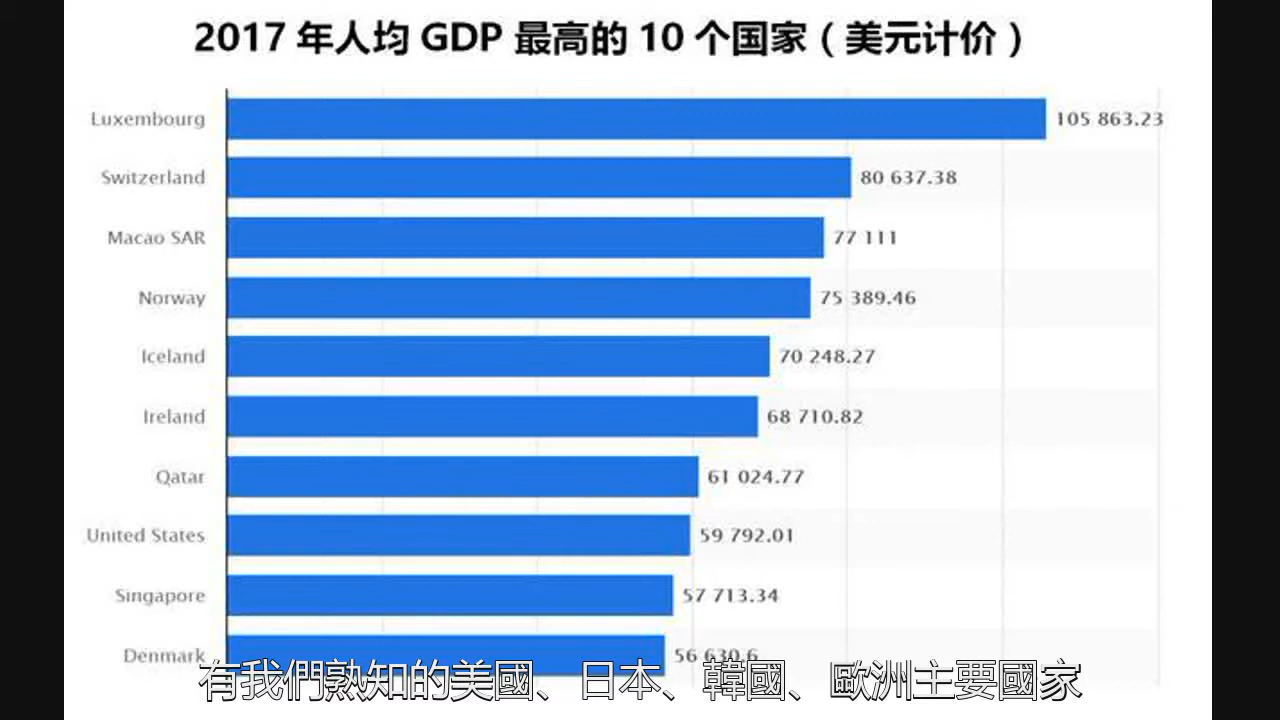 2017 年人均 GDP 最高的 10 个国家（美元计价）
Luxembourg 105 863.23
Switzerland 80 637.38
Macao SAR 77 111
Norway 75 389.46
Iceland 70 248.27
Ireland 68 710.82
Qatar 61 024.77
United States 59 792.01
Singapore 57 713.34
Denmark 56 630.6
有我們熟知的美國、日本、韓國、歐洲主要國家